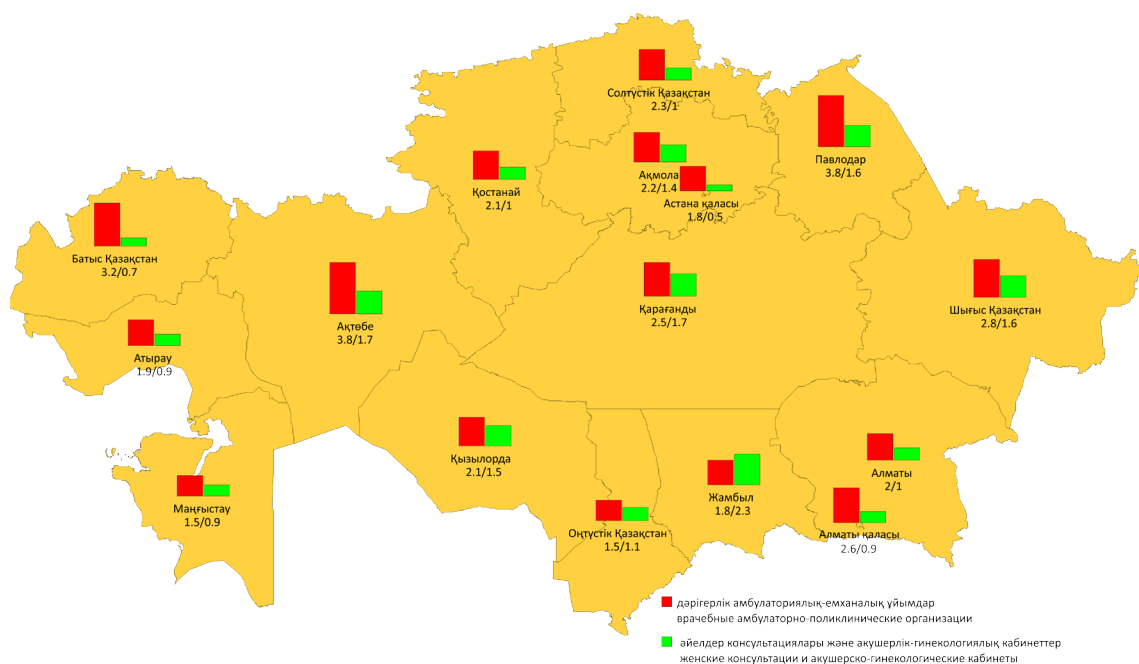 Солтүстік Қазақстан
2.3/1
Павлодар
3.8/1.6
Ақмола
2.2/1.4
Қостанай
2.1/1
Астана қаласы
1.8/0.5
Батыс Қазақстан
3.2/0.7
Қарағанды
2.5/1.7
Шығыс Қазақстан
2.8/1.6
Ақтөбе
3.8/1.7
Атырау
1.9/0.9
Қызылорда
2.1/1.5
Алматы
2/1
Жамбыл
1.8/2.3
Маңғыстау
1.5/0.9
Оңтүстік Қазақстан
1.5/1.1
Алматы қаласы
2.6/0.9
дәрігерлік амбулаториялық-емханалық ұйымдар
врачебные амбулаторно-поликлинические организации
әйелдер консультациялары және акушерлік-гинекологиялық кабинеттер
женские консультации и акушерско-гинекологические кабинеты